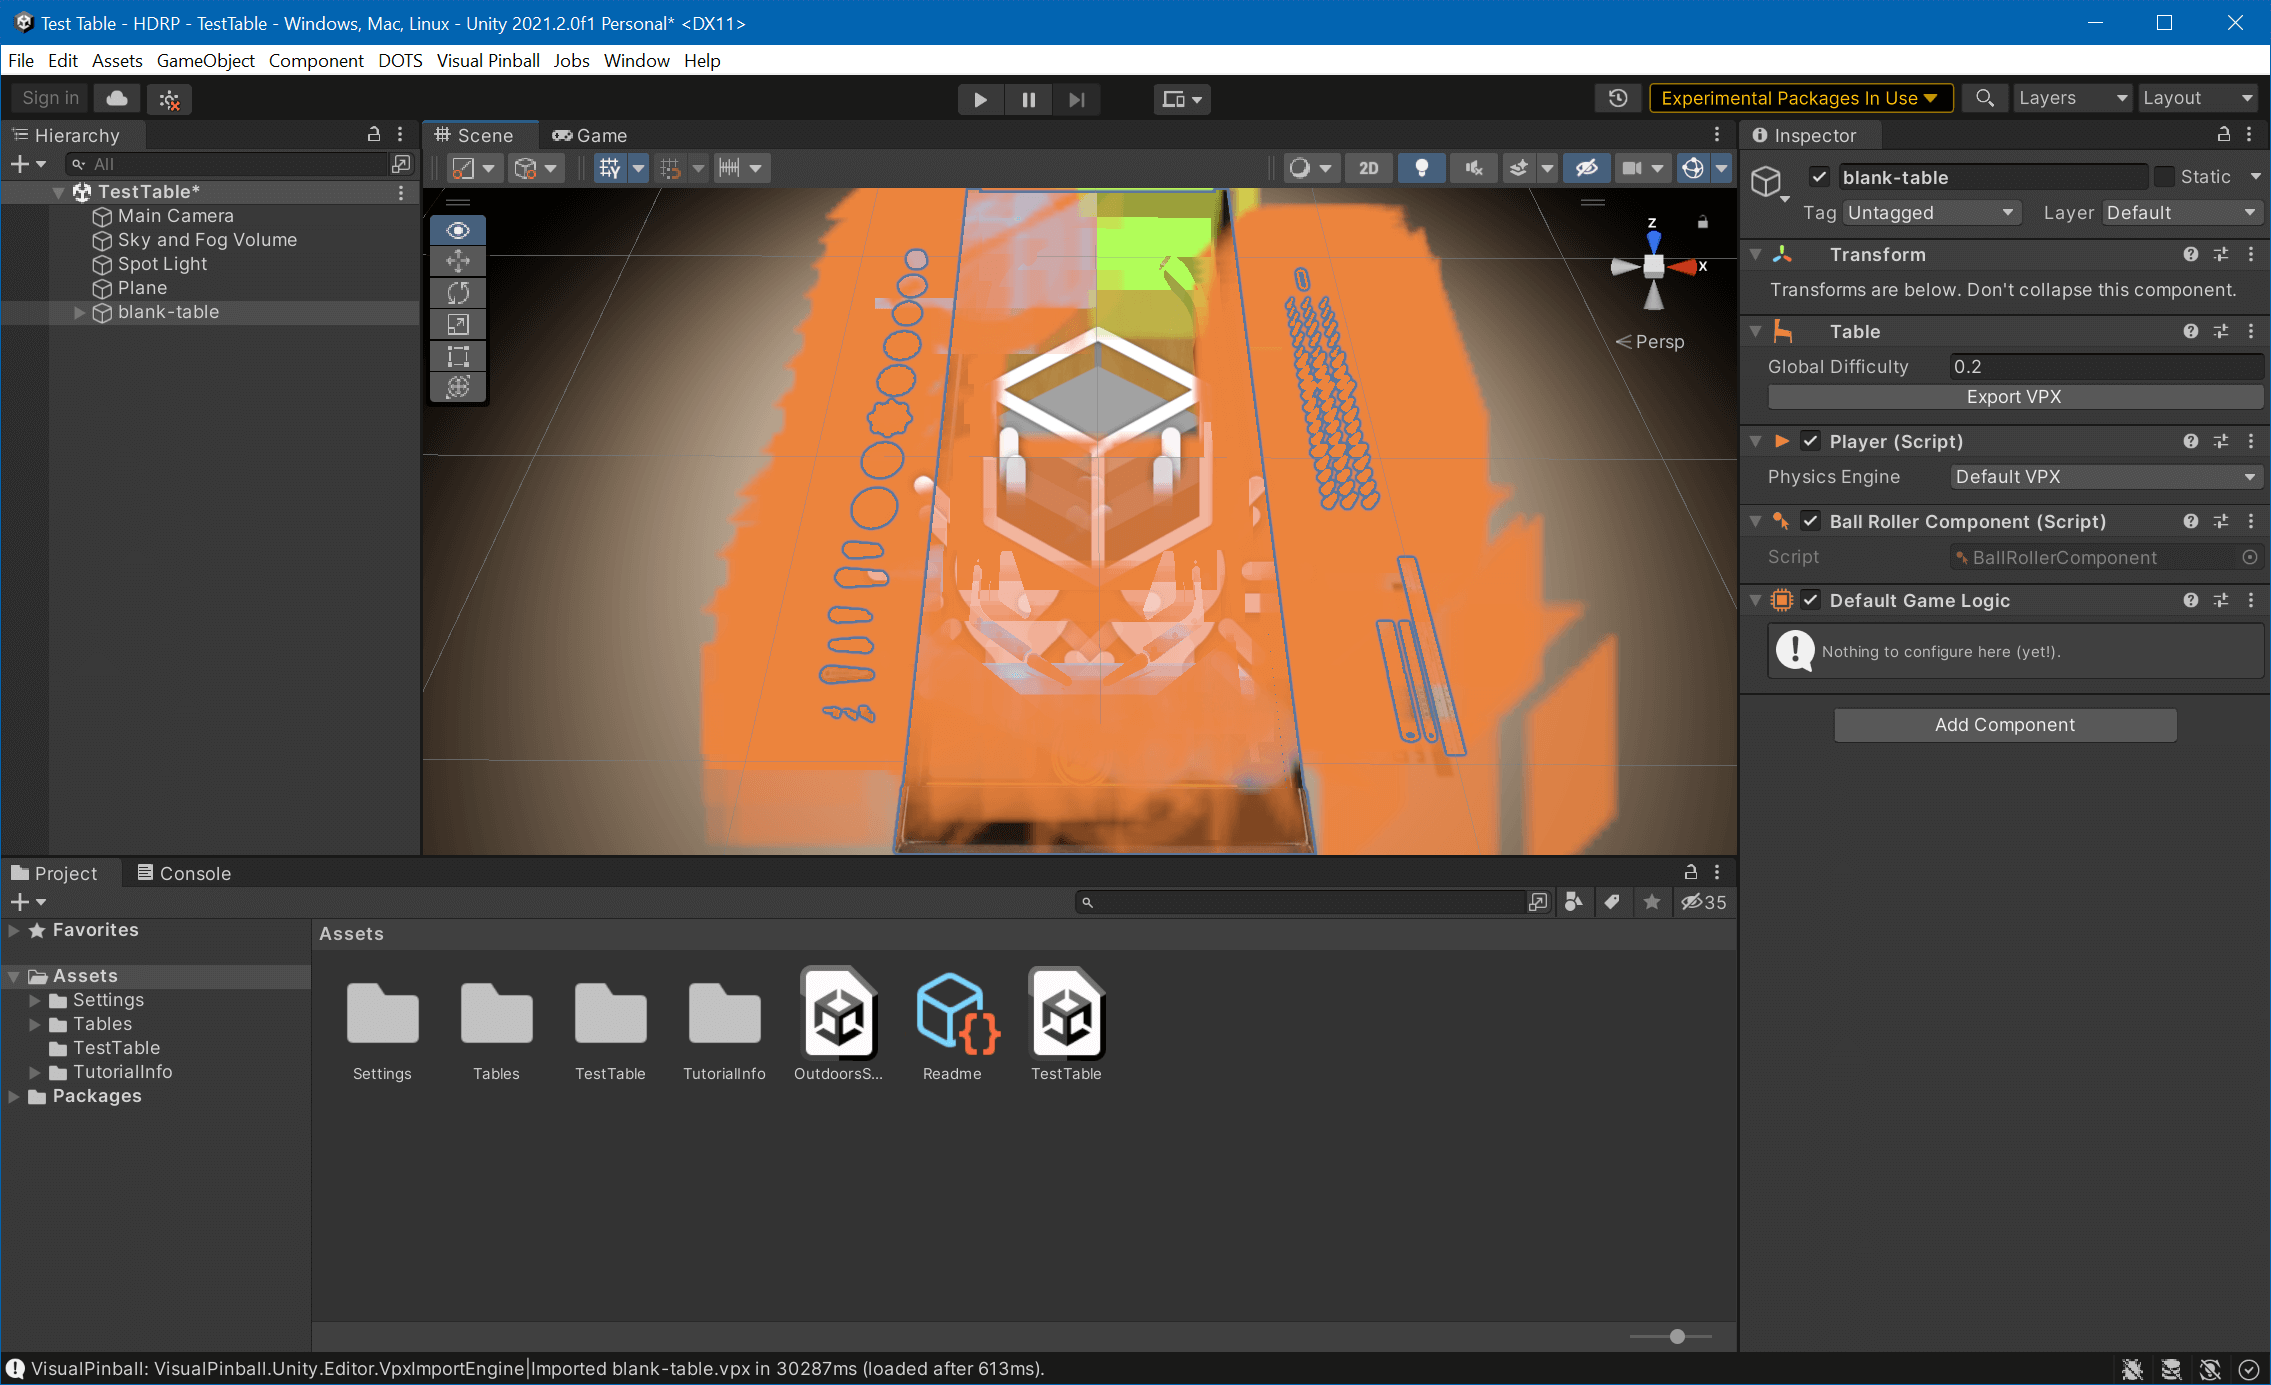 Test Table - HDRP - TestTable - Windows, Mac, Linux - Unity 2021.2.0f1 Personal* <DX11>
File Edit Assets GameObject Component DOTS Visual Pinball Jobs Window Help
Sign in
Experimental Packages In Use
Layers
Layout
Hierarchy
All
TestTable*
Main Camera
Sky and Fog Volume
Spot Light
Plane
blank-table
Scene
Game
2D
z
x
Persp
Inspector
blank-table
Static
Tag Untagged
Layer Default
Transform
Transforms are below. Don't collapse this component.
Table
Global Difficulty 0.2
Export VPX
Player (Script)
Physics Engine Default VPX
Ball Roller Component (Script)
Script BallRollerComponent
Default Game Logic
Nothing to configure here (yet!).
Add Component
Project
Console
35
Favorites
Assets
Settings
Tables
TestTable
TutorialInfo
Packages
Assets
Settings
Tables
TestTable
TutorialInfo
OutdoorsS...
Readme
TestTable
VisualPinball: VisualPinball.Unity.Editor.VpxImportEngine|Imported blank-table.vpx in 30287ms (loaded after 613ms).